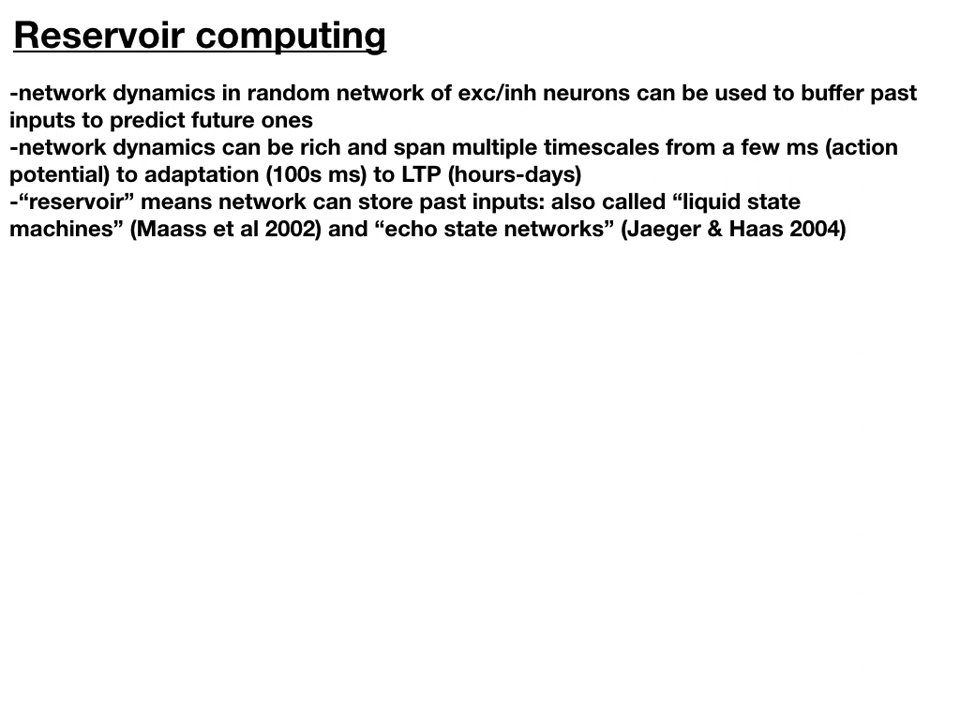 Reservoir computing
-network dynamics in random network of exc/inh neurons can be used to buffer past
inputs to predict future ones
-network dynamics can be rich and span multiple timescales from a few ms (action
potential) to adaptation (100s ms) to LTP (hours-days)
-“reservoir” means network can store past inputs: also called “liquid state
machines” (Maass et al 2002) and “echo state networks” (Jaeger & Haas 2004)